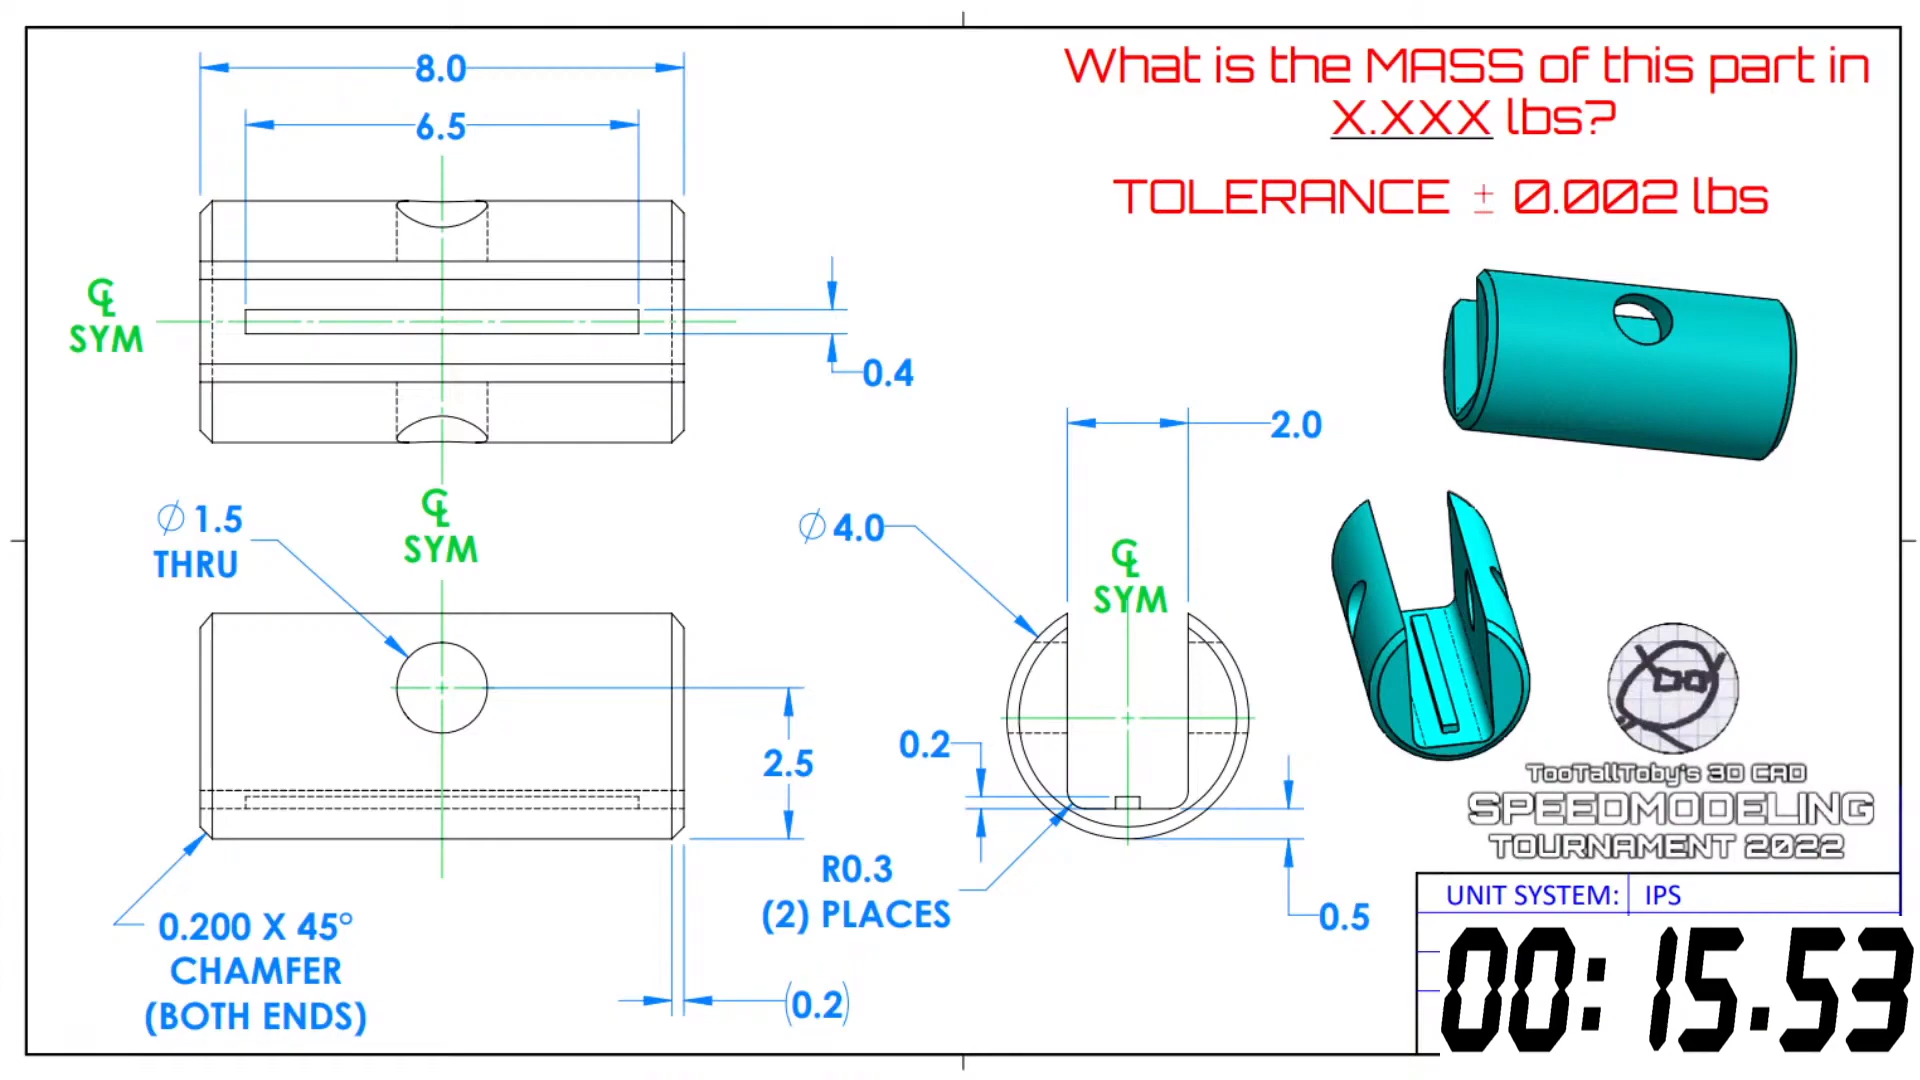 What is the MASS of this part in
X.XXX lbs?
TOLERANCE ± 0.002 lbs
8.0
6.5
℄
SYM
0.4
2.0
℄
SYM
Ø 1.5
THRU
Ø 4.0
℄
SYM
2.5
0.2
R0.3
(2) PLACES
0.5
0.200 X 45°
CHAMFER
(BOTH ENDS)
(0.2)
TooTallToby's 3D CAD
SPEEDMODELING
TOURNAMENT 2022
UNIT SYSTEM: IPS
00:15.53